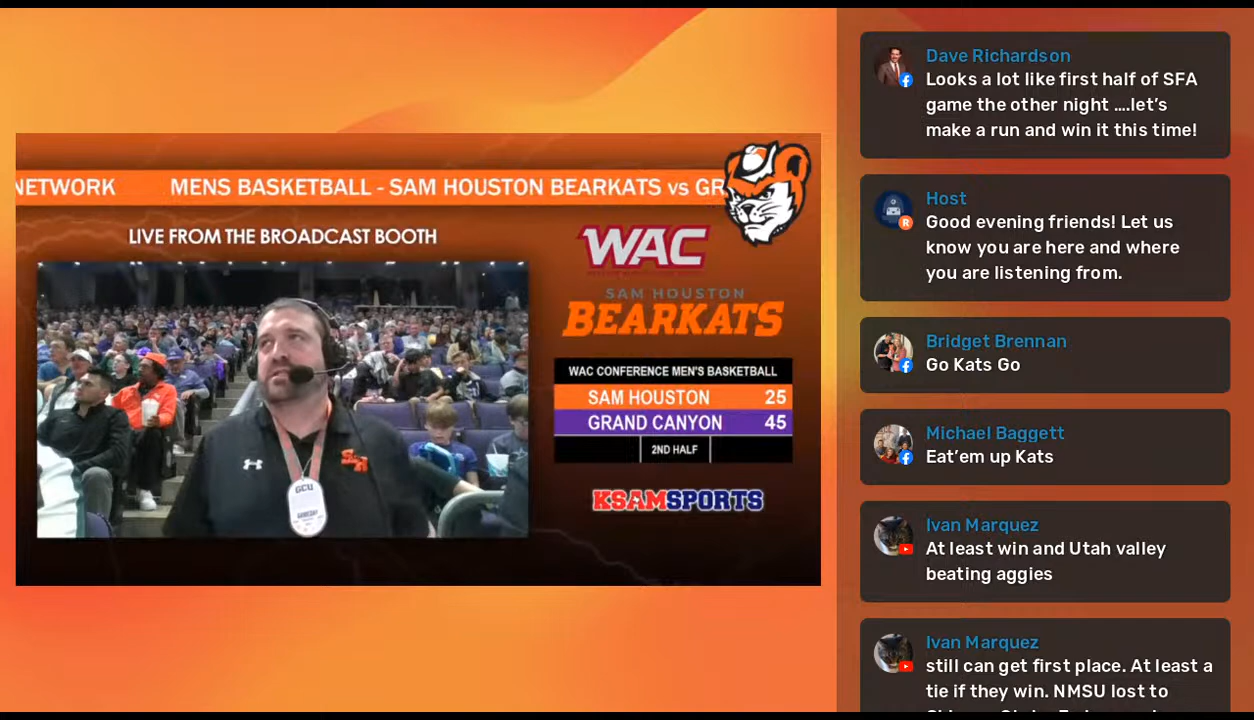 NETWORK MENS BASKETBALL - SAM HOUSTON BEARKATS vs GR
LIVE FROM THE BROADCAST BOOTH
WAC
SAM HOUSTON
BEARKATS
WAC CONFERENCE MEN'S BASKETBALL
SAM HOUSTON 25
GRAND CANYON 45
2ND HALF
KSAMSPORTS
GCU
GAMEDAY
SH
Dave Richardson
Looks a lot like first half of SFA
game the other night ....let's
make a run and win it this time!
Host
Good evening friends! Let us
know you are here and where
you are listening from.
Bridget Brennan
Go Kats Go
Michael Baggett
Eat'em up Kats
Ivan Marquez
At least win and Utah valley
beating aggies
Ivan Marquez
still can get first place. At least a
tie if they win. NMSU lost to